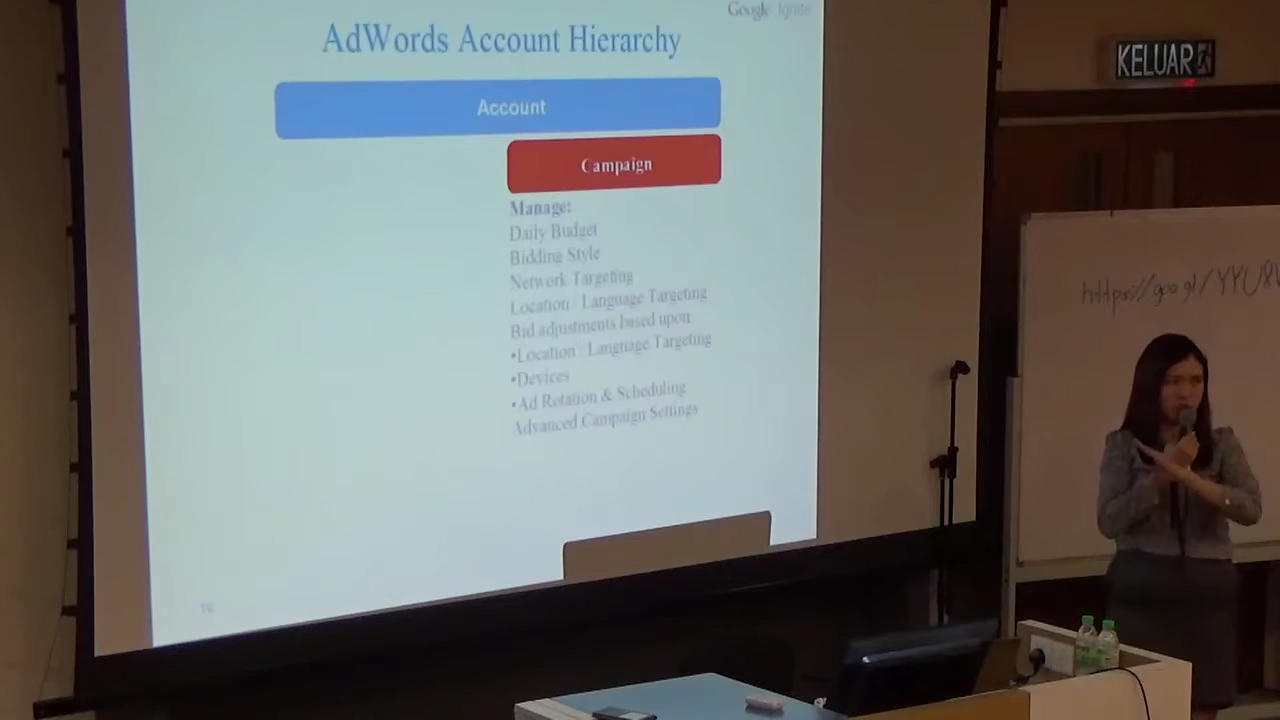 Google Ignite
AdWords Account Hierarchy
Account
Campaign
Manage:
Daily Budget
Bidding Style
Network Targeting
Location / Language Targeting
Bid adjustments based upon
•Location / Language Targeting
•Devices
•Ad Rotation & Scheduling
Advanced Campaign Settings
KELUAR